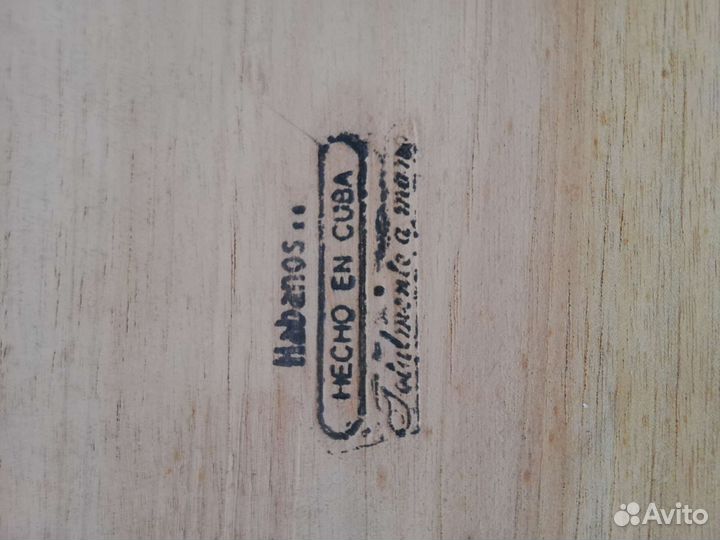 Habanos..
HECHO EN CUBA
Totalmente a mano
Avito